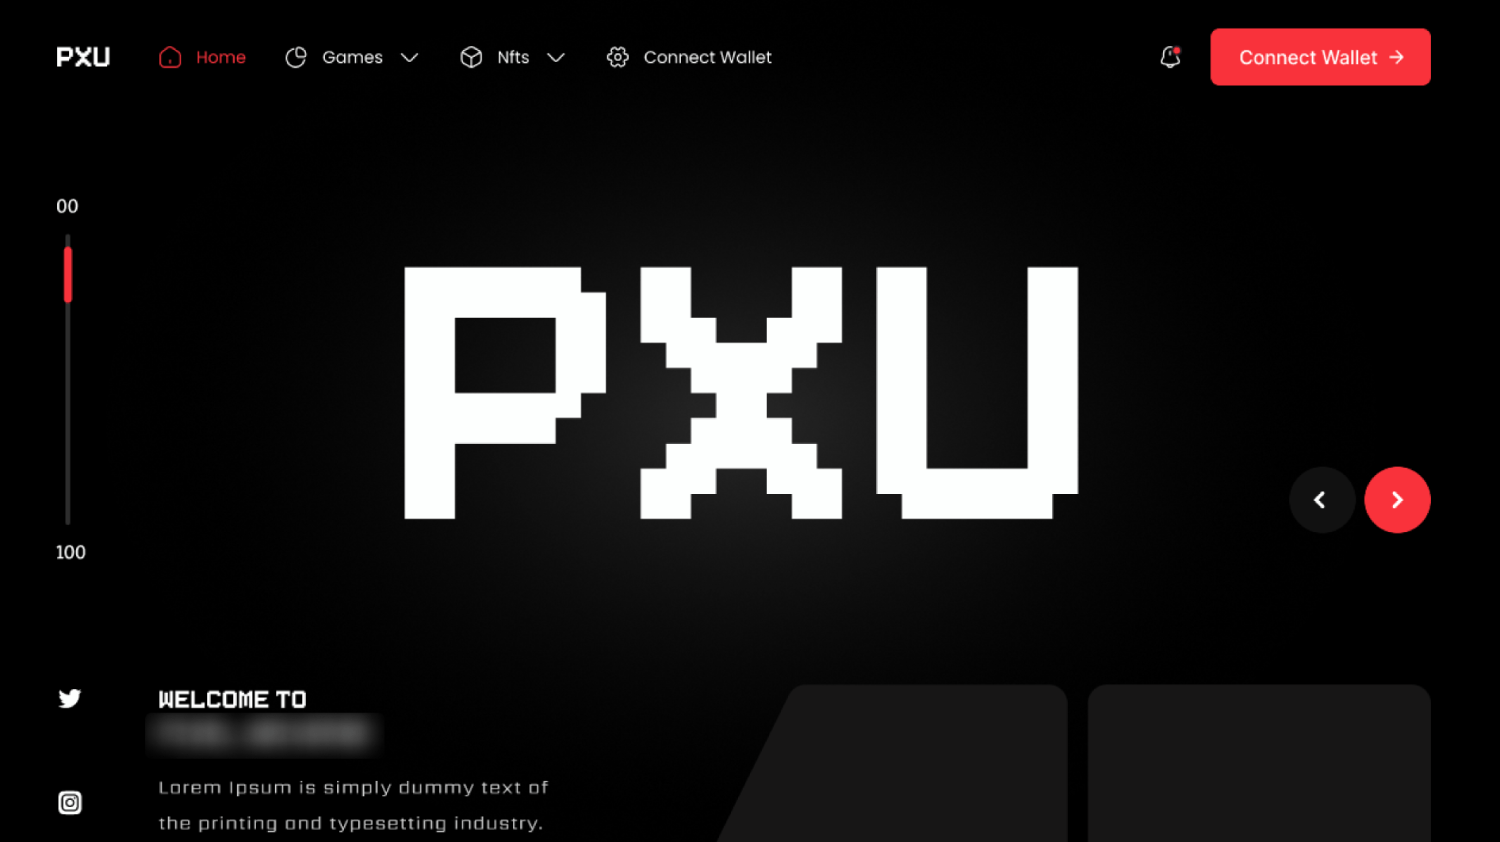 PXU
Home
Games
Nfts
Connect Wallet
Connect Wallet
00
100
PXU
WELCOME TO
Lorem Ipsum is simply dummy text of
the printing and typesetting industry.